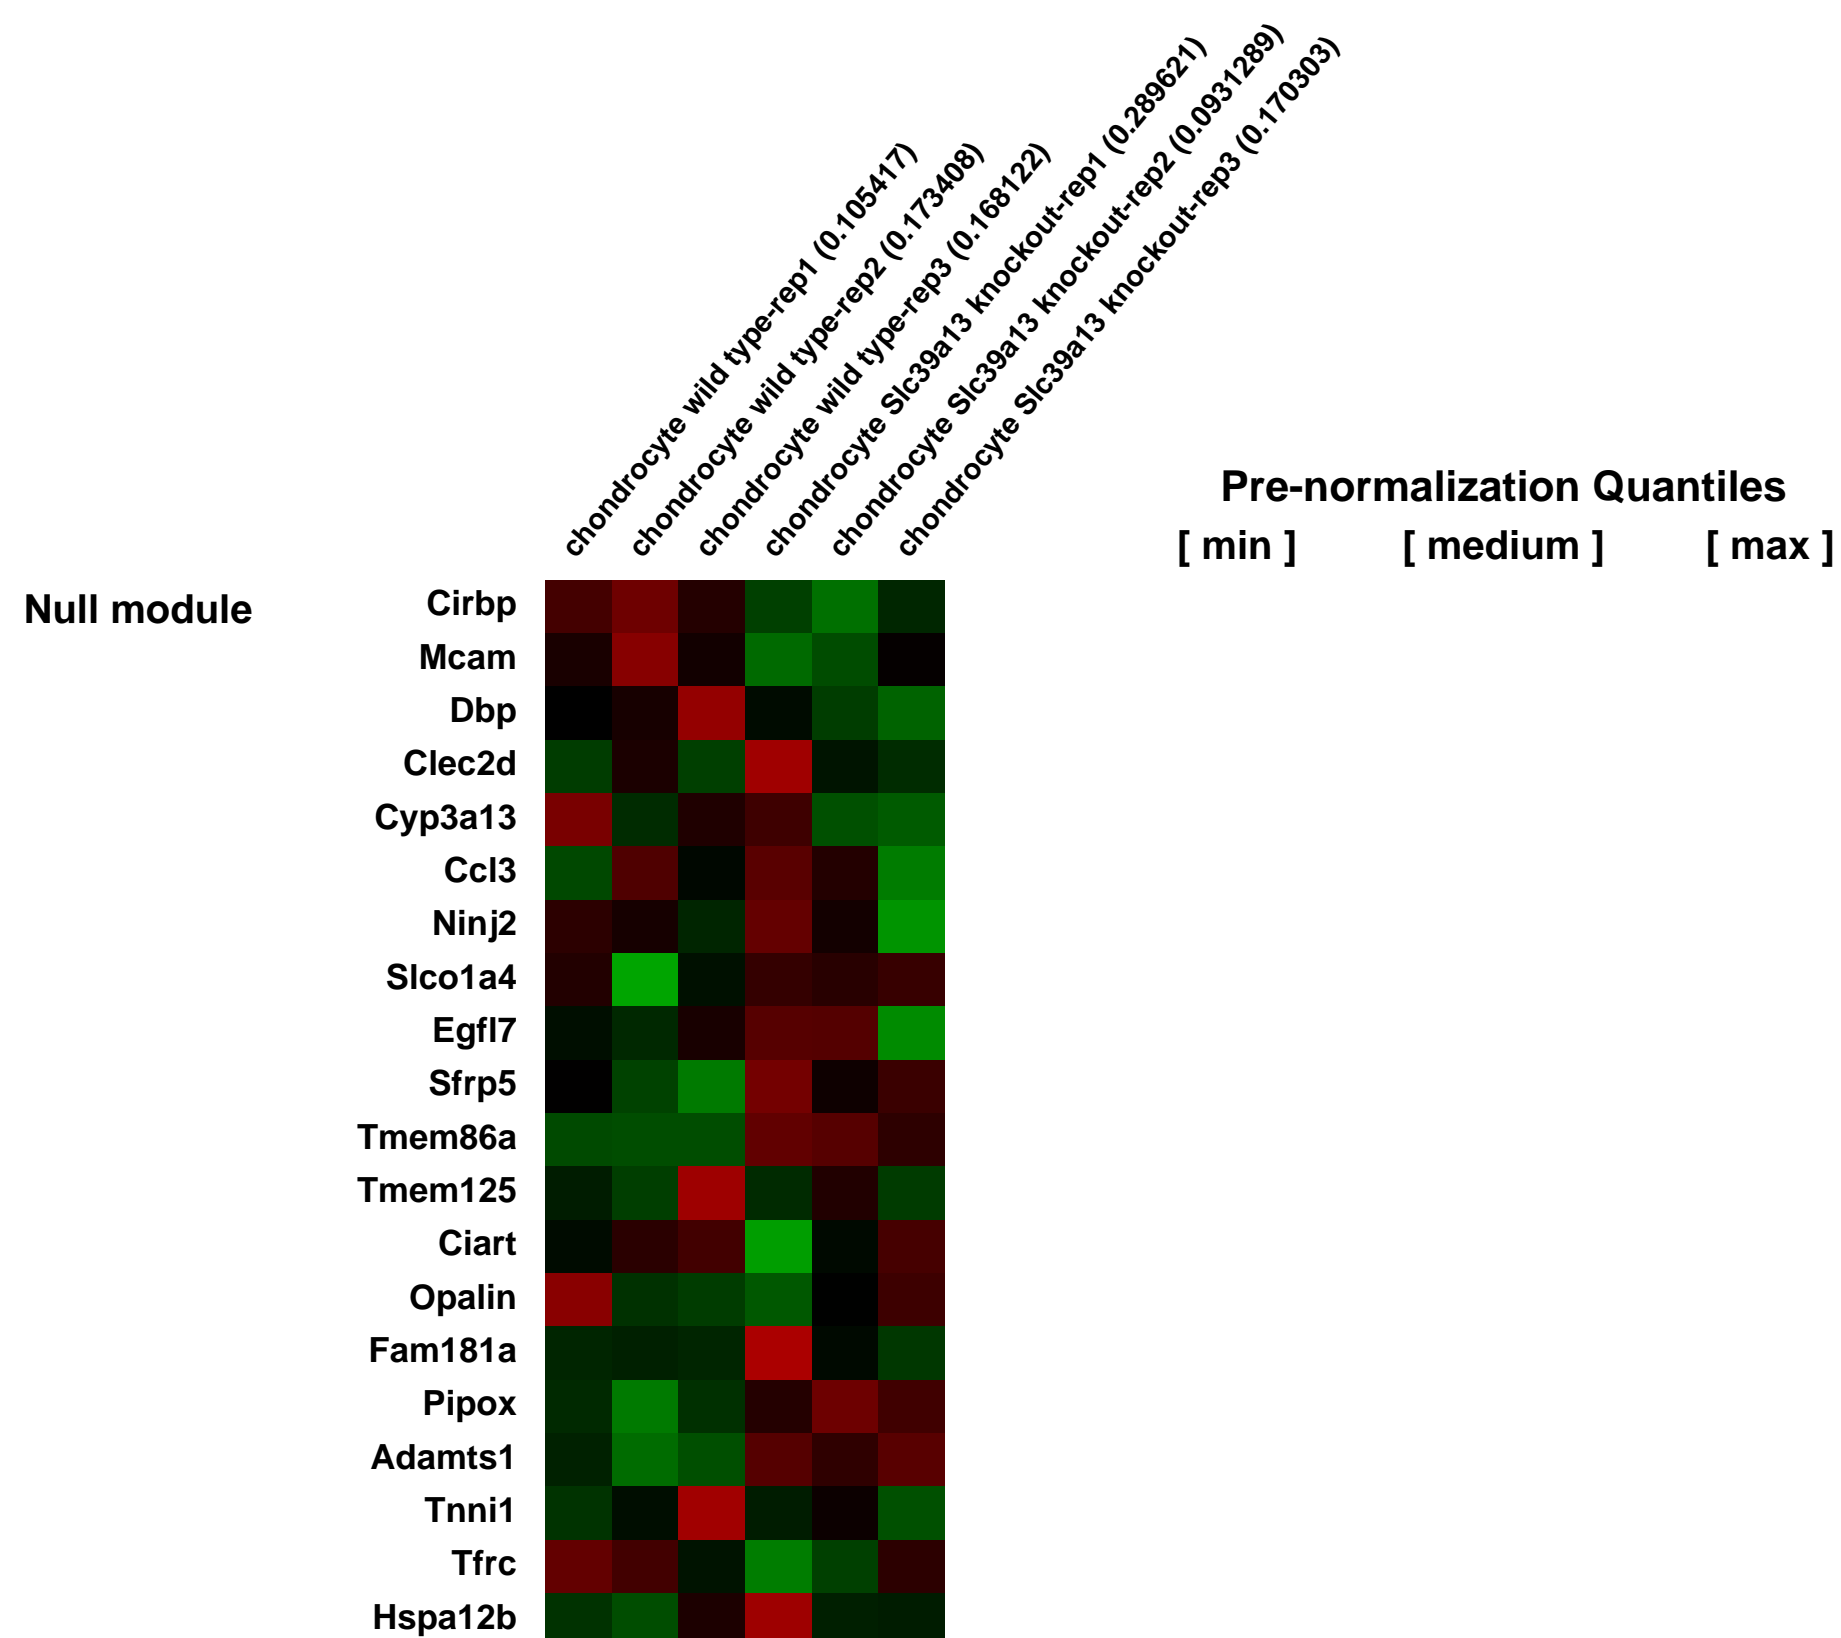 chondrocyte wild type-rep1 (0.105417)
chondrocyte wild type-rep2 (0.173408)
chondrocyte wild type-rep3 (0.168122)
chondrocyte Slc39a13 knockout-rep1 (0.289621)
chondrocyte Slc39a13 knockout-rep2 (0.0931289)
chondrocyte Slc39a13 knockout-rep3 (0.170303)
Pre-normalization Quantiles
[ min ] [ medium ] [ max ]
Null module
Cirbp
Mcam
Dbp
Clec2d
Cyp3a13
Ccl3
Ninj2
Slco1a4
Egfl7
Sfrp5
Tmem86a
Tmem125
Ciart
Opalin
Fam181a
Pipox
Adamts1
Tnni1
Tfrc
Hspa12b